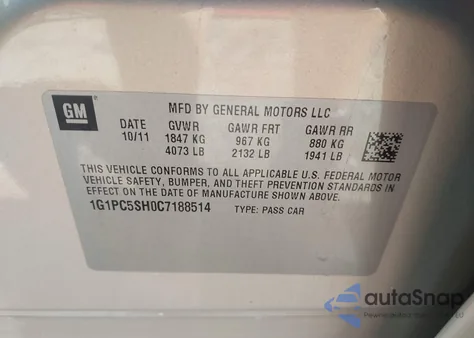 GM
MFD BY GENERAL MOTORS LLC
DATE GVWR GAWR FRT GAWR RR
10/11 1847 KG 967 KG 880 KG
4073 LB 2132 LB 1941 LB
THIS VEHICLE CONFORMS TO ALL APPLICABLE U.S. FEDERAL MOTOR
VEHICLE SAFETY, BUMPER, AND THEFT PREVENTION STANDARDS IN
EFFECT ON THE DATE OF MANUFACTURE SHOWN ABOVE.
1G1PC5SH0C7188514 TYPE: PASS CAR
autaSnap